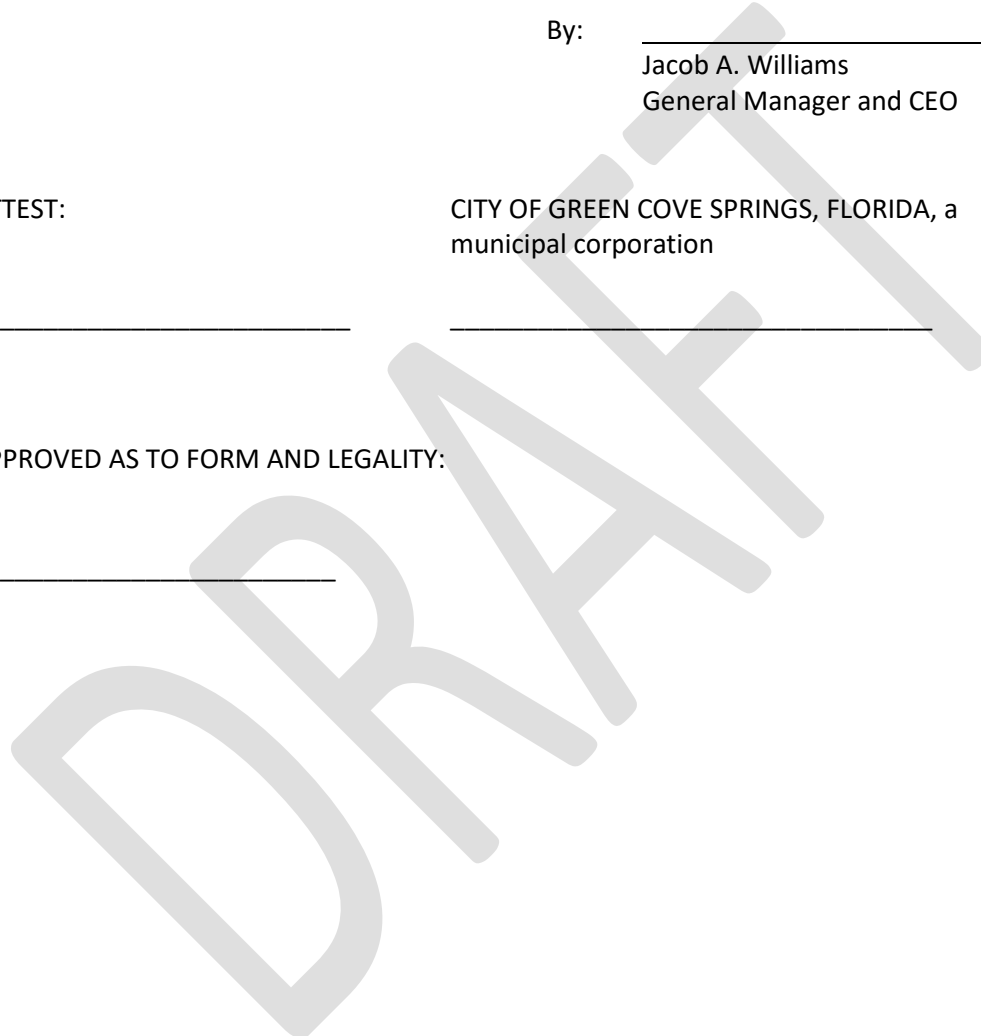 By:
Jacob A. Williams
General Manager and CEO
TTEST:
CITY OF GREEN COVE SPRINGS, FLORIDA, a
municipal corporation
PPROVED AS TO FORM AND LEGALITY:
DRAFT